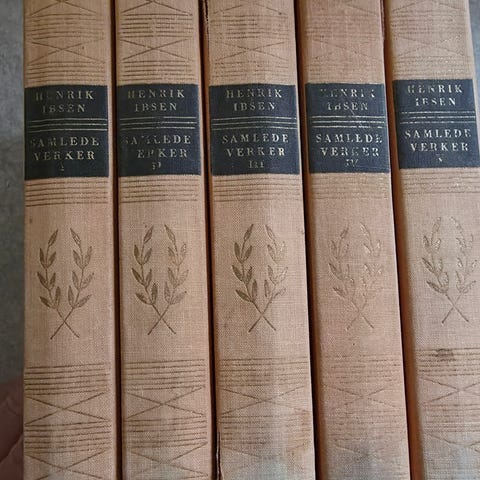 HENRIK
IBSEN
SAMLEDE
VERKER
I
HENRIK
IBSEN
SAMLEDE
VERKER
HENRIK
IBSEN
SAMLEDE
VERKER
III
HENRIK
IBSEN
SAMLEDE
VERKER
IV
HENRIK
IBSEN
SAMLEDE
VERKER
V